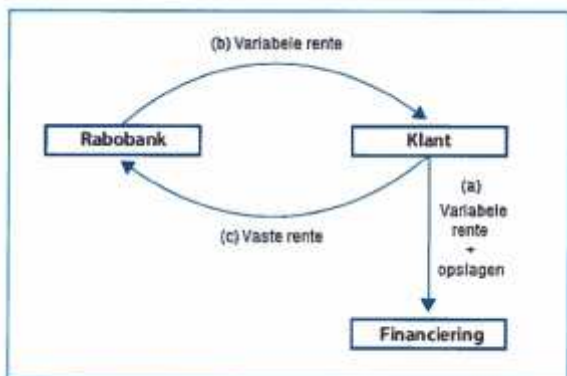 (b) Variabele rente
Rabobank
Klant
(a)
Variabele
rente
+
opslagen
(c) Vaste rente
Financiering